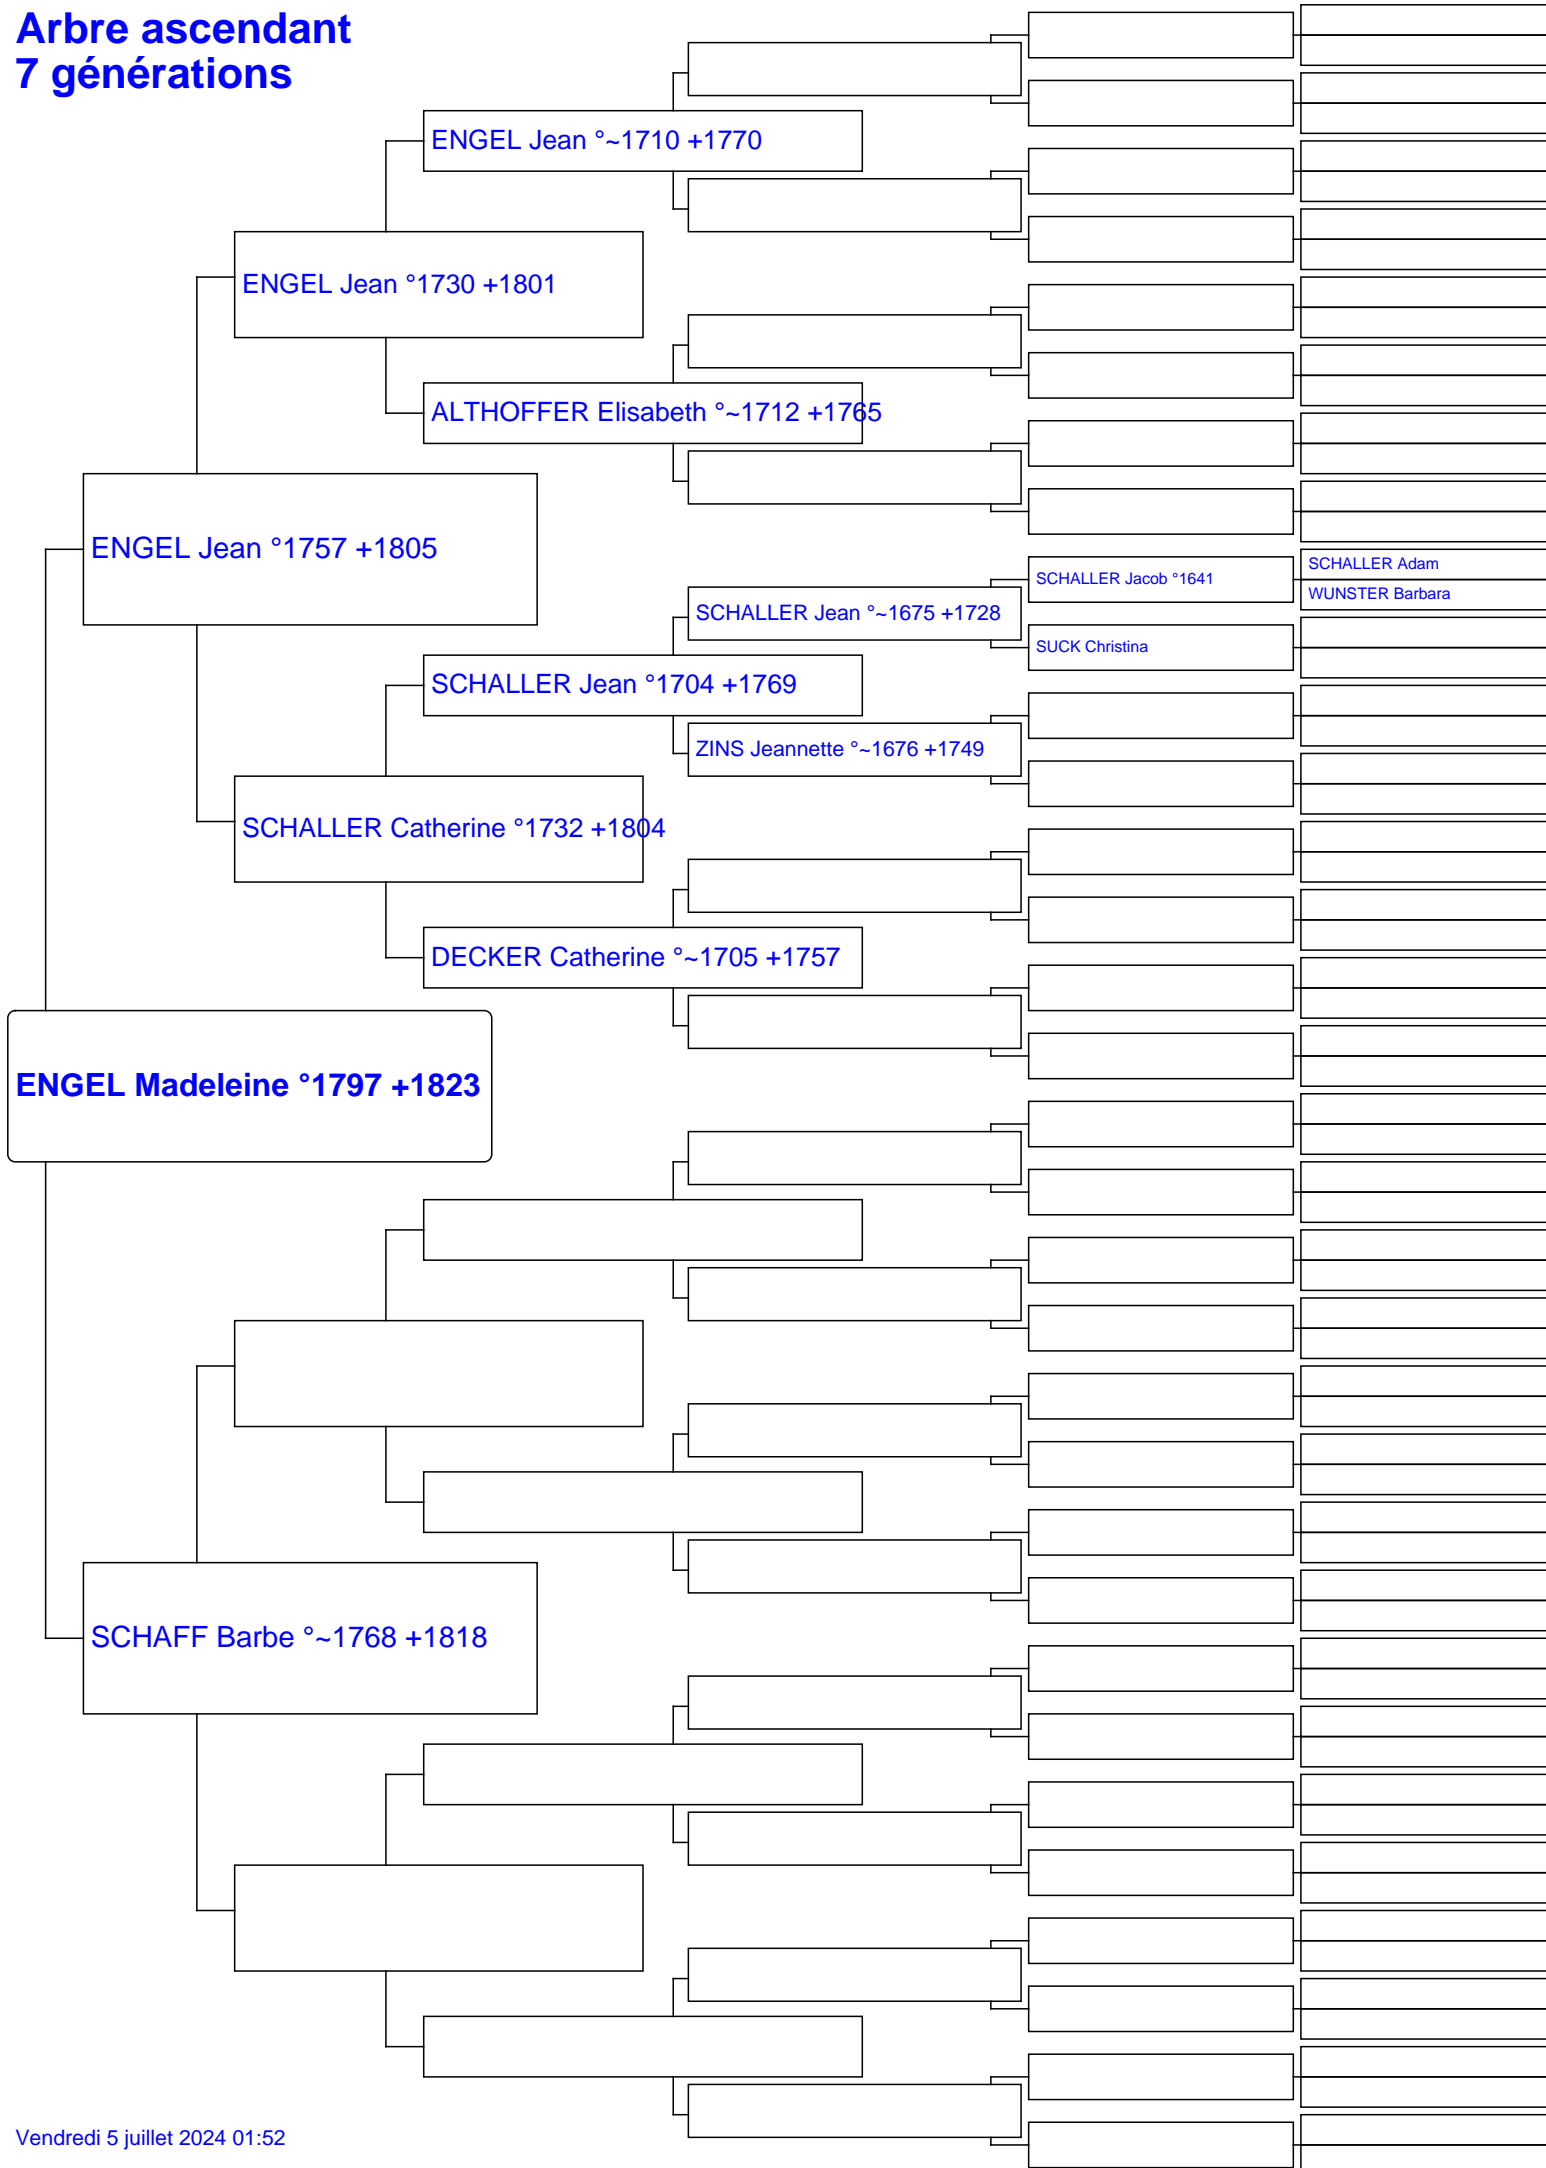 Arbre ascendant
7 générations
ENGEL Jean °~1710 +1770
ENGEL Jean °1730 +1801
ALTHOFFER Elisabeth °~1712 +1765
ENGEL Jean °1757 +1805
SCHALLER Adam
SCHALLER Jacob °1641
WUNSTER Barbara
SCHALLER Jean °~1675 +1728
SUCK Christina
SCHALLER Jean °1704 +1769
ZINS Jeannette °~1676 +1749
SCHALLER Catherine °1732 +1804
DECKER Catherine °~1705 +1757
ENGEL Madeleine °1797 +1823
SCHAFF Barbe °~1768 +1818
Vendredi 5 juillet 2024 01:52